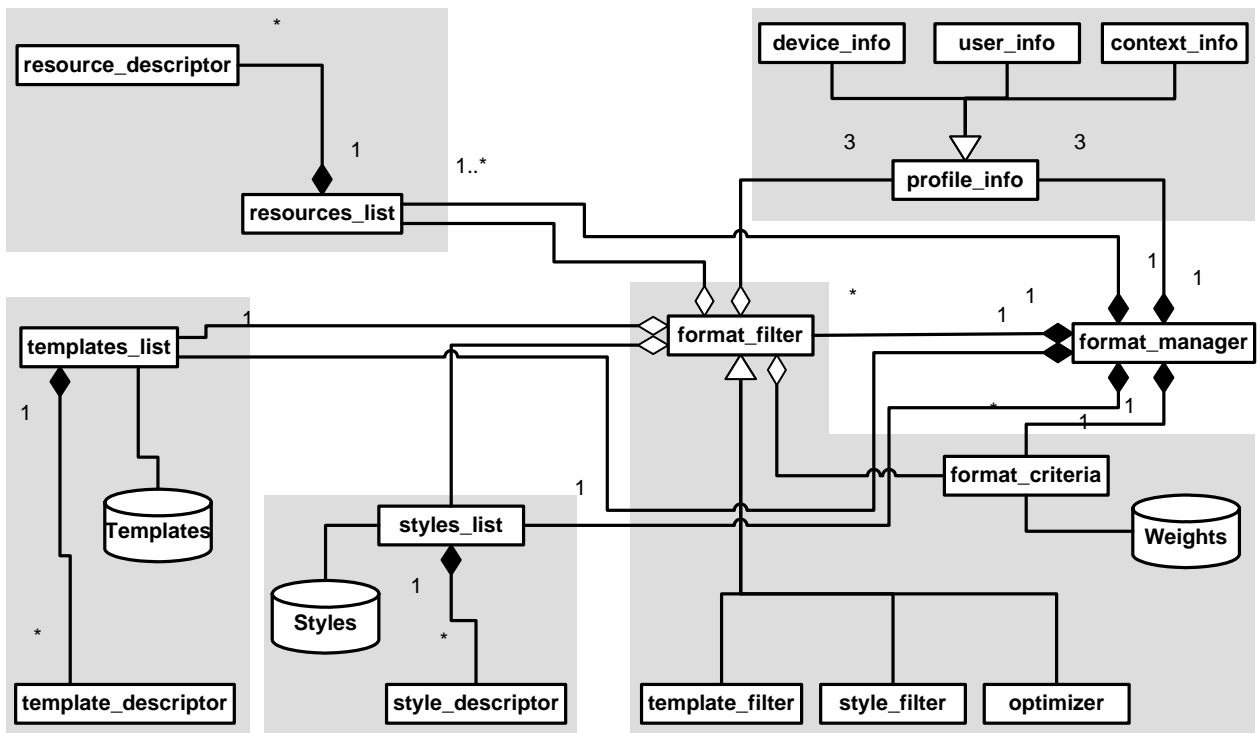 *
device_info
user_info
context_info
resource_descriptor
1
3
3
1..*
profile_info
resources_list
1
1
*
1
1
1
templates_list
format_filter
format_manager
1
*
1
1
format_criteria
1
Templates
styles_list
Weights
1
Styles
*
*
template_descriptor
style_descriptor
template_filter
style_filter
optimizer